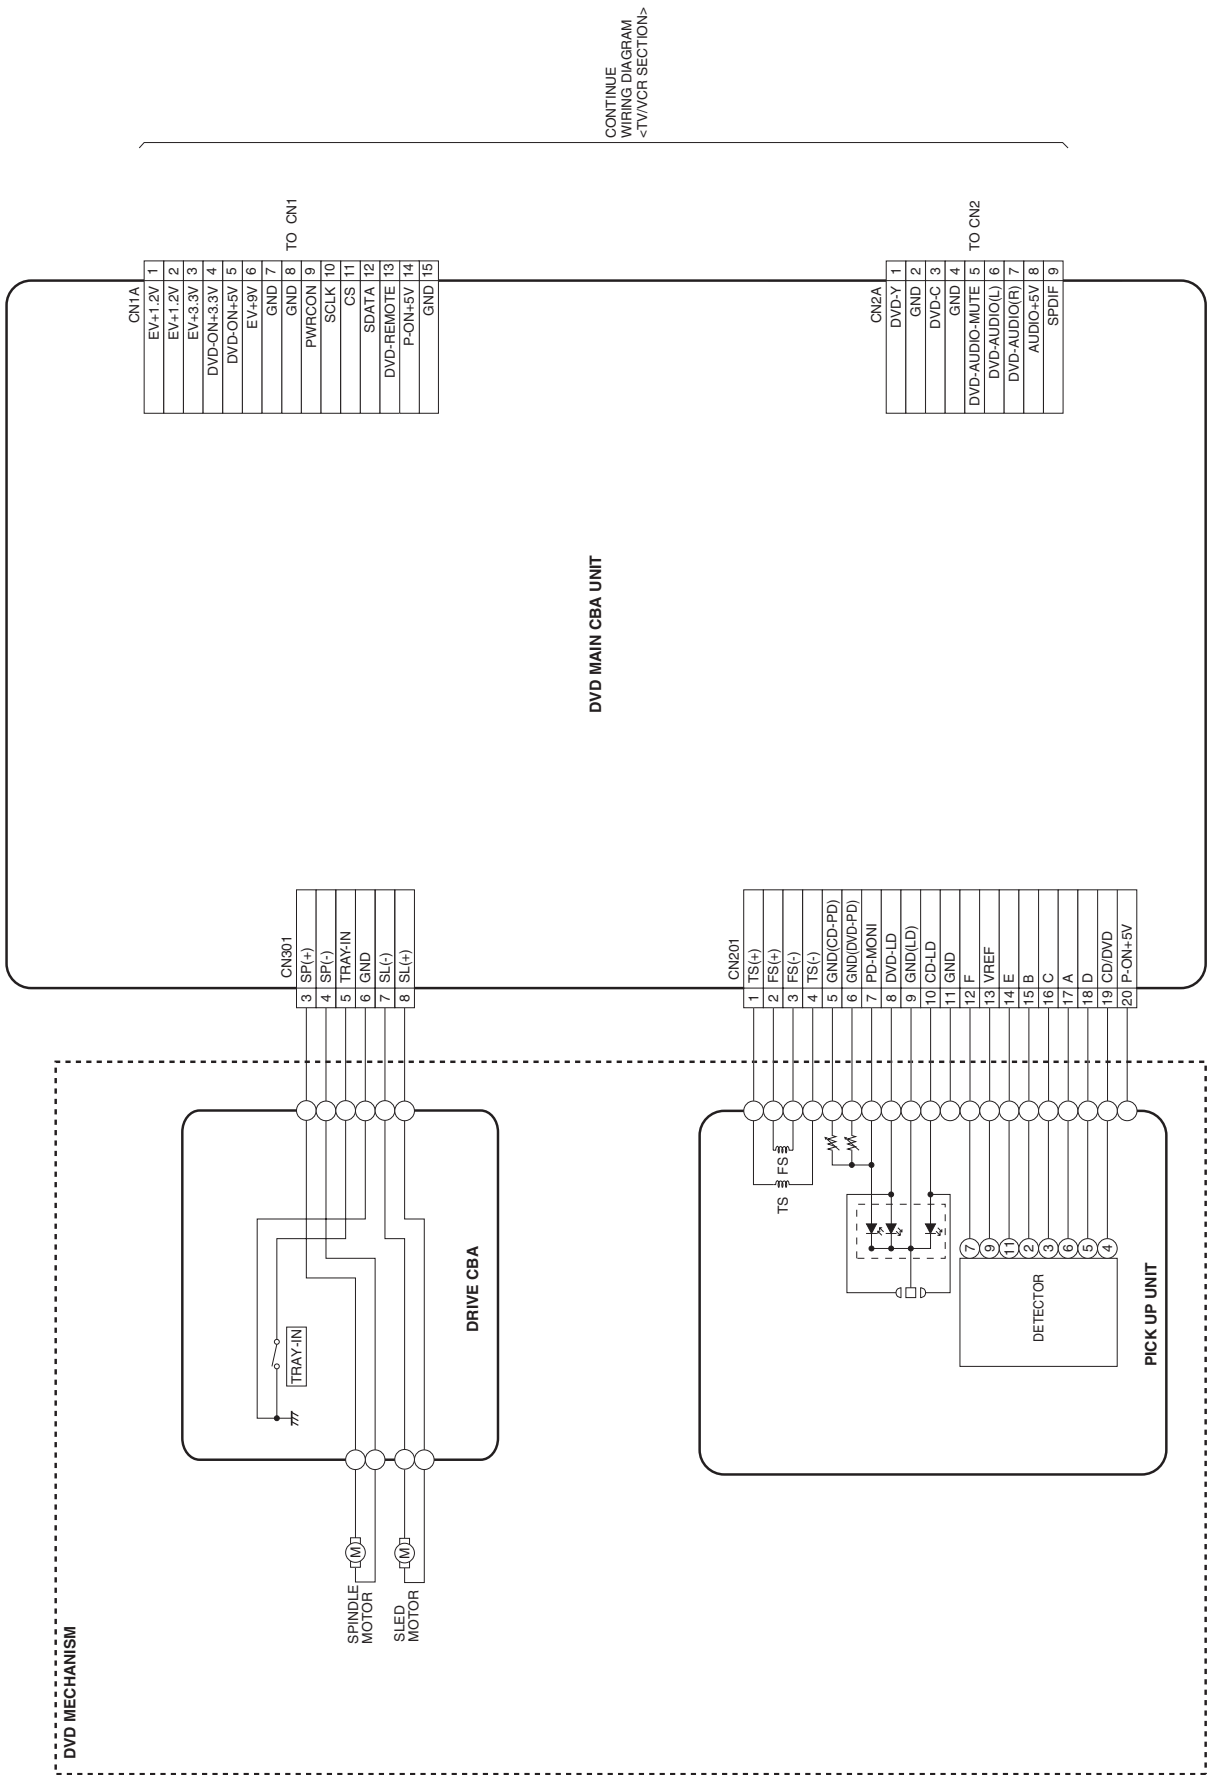 DVD MECHANISM
SPINDLE
MOTOR
SLED
MOTOR
M
M
TRAY-IN
DRIVE CBA
CN301
3 SP(+)
4 SP(-)
5 TRAY-IN
6 GND
7 SL(-)
8 SL(+)
PICK UP UNIT
DETECTOR
7
9
11
2
3
6
5
4
TS
FS
CN201
1 TS(+)
2 FS(+)
3 FS(-)
4 TS(-)
5 GND(CD-PD)
6 GND(DVD-PD)
7 PD-MONI
8 DVD-LD
9 GND(LD)
10 CD-LD
11 GND
12 F
13 VREF
14 E
15 B
16 C
17 A
18 D
19 CD/DVD
20 P-ON+5V
DVD MAIN CBA UNIT
CN1A
EV+1.2V 1
EV+1.2V 2
EV+3.3V 3
DVD-ON+3.3V 4
DVD-ON+5V 5
EV+9V 6
GND 7
GND 8
PWRCON 9
SCLK 10
CS 11
SDATA 12
DVD-REMOTE 13
P-ON+5V 14
GND 15
TO CN1
CN2A
DVD-Y 1
GND 2
DVD-C 3
GND 4
DVD-AUDIO-MUTE 5
DVD-AUDIO(L) 6
DVD-AUDIO(R) 7
AUDIO+5V 8
SPDIF 9
TO CN2
CONTINUE
WIRING DIAGRAM
<TV/VCR SECTION>